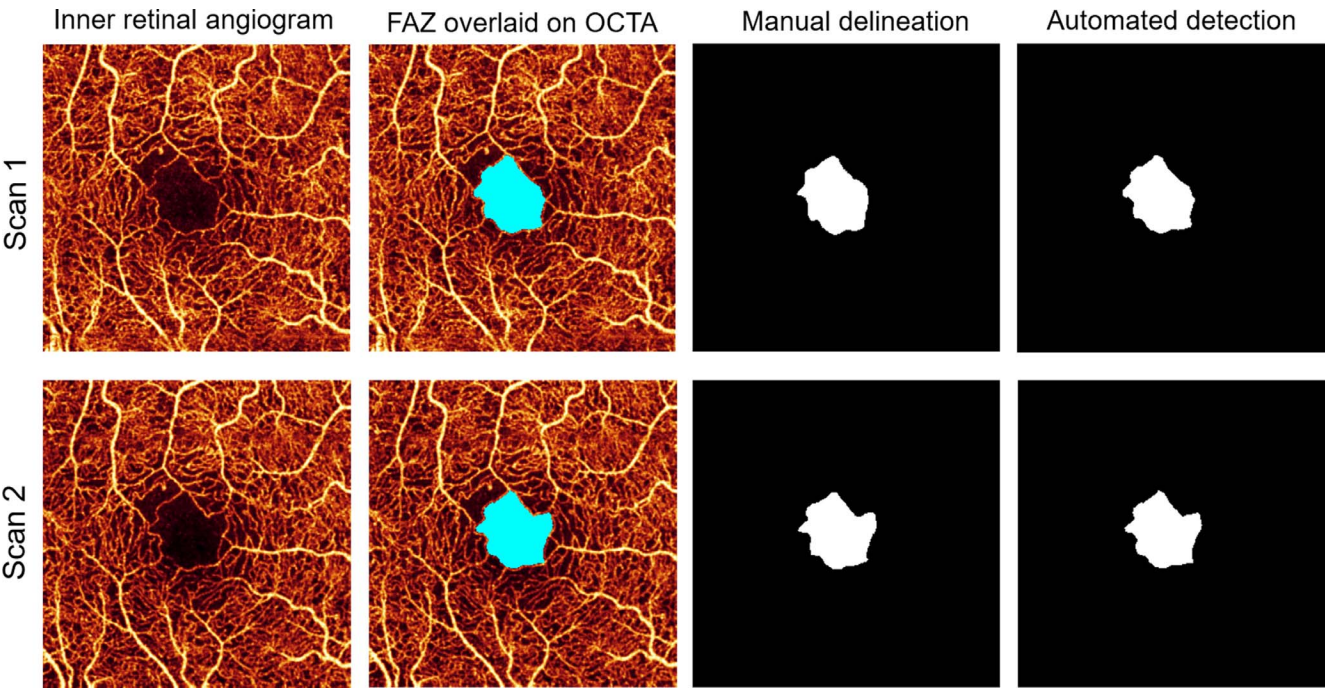 Inner retinal angiogram
FAZ overlaid on OCTA
Manual delineation
Automated detection
Scan 1
Scan 2